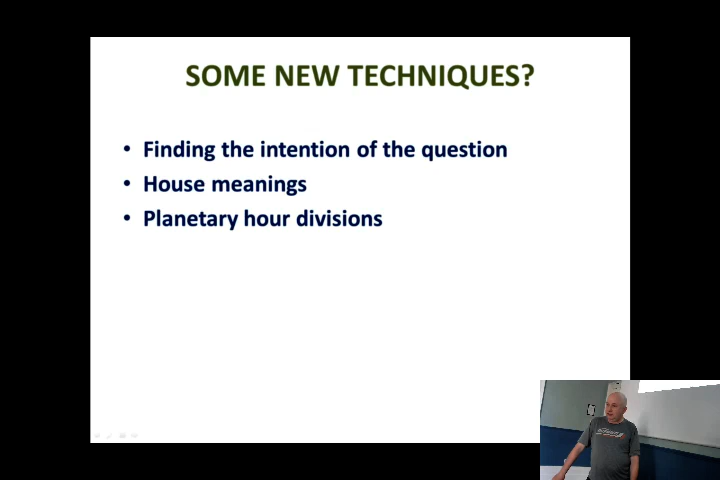 SOME NEW TECHNIQUES?
• Finding the intention of the question
• House meanings
• Planetary hour divisions